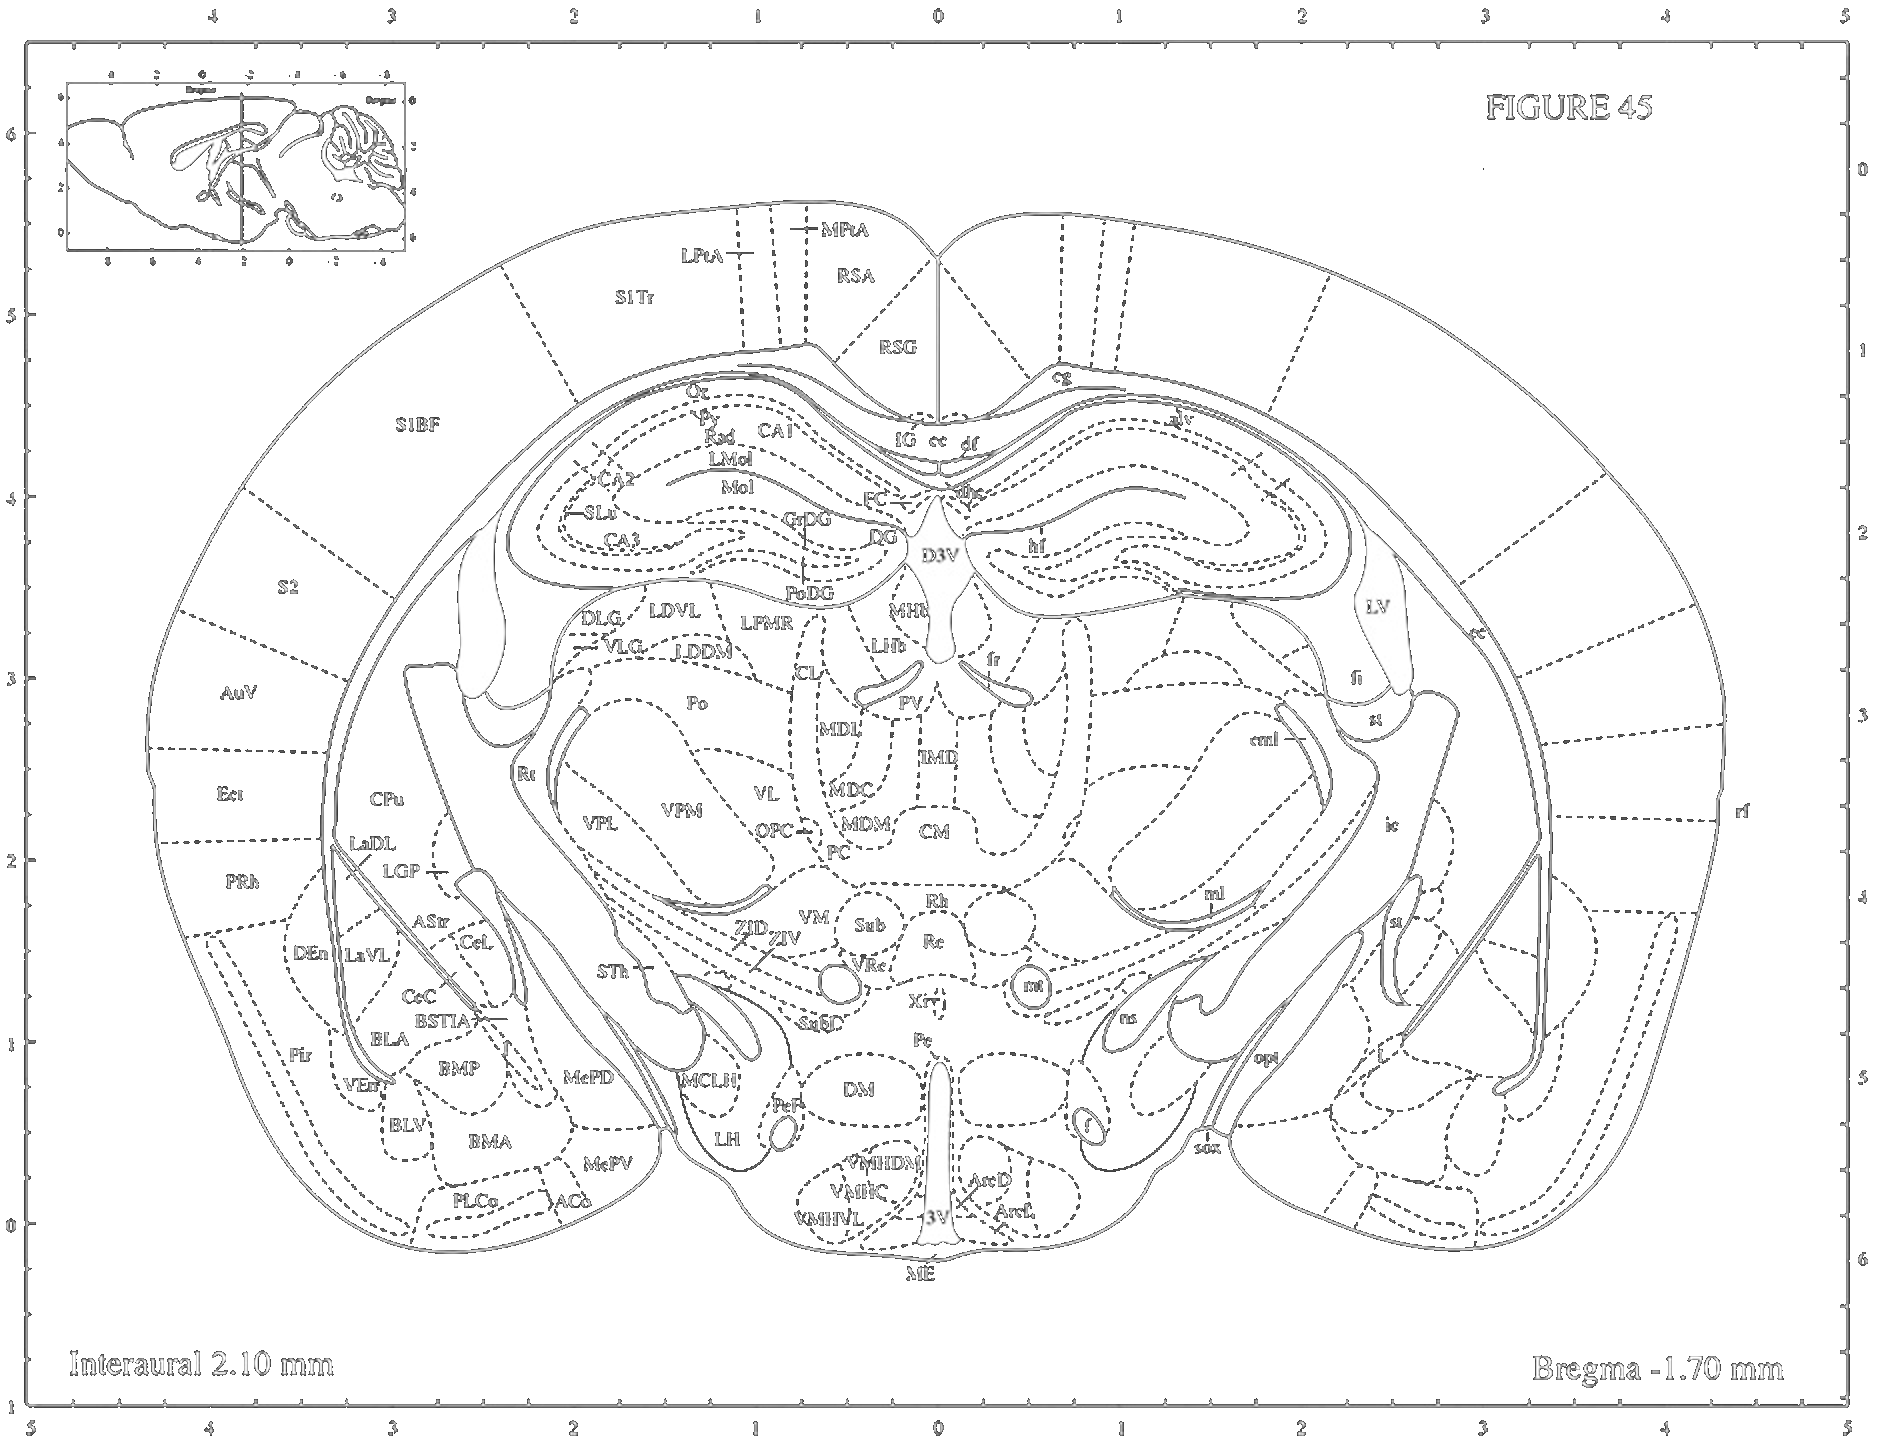 4 3 2 1 0 1 2 3 4 5
FIGURE 45
Bregma
Bregma
6
5
4
3
2
1
0
1
0
1
2
3
4
5
6
MPtA
LPtA
RSA
S1Tr
RSG
cg
Or
Py
CA1
alv
S1BF
Rad
IG cc df
LMol
CA2
Mol
FC
dhc
SLu
GrDG
CA3
DG
hf
D3V
S2
PoDG
DLG
LDVL
LPMR
MHb
LV
VLG
LDDM
LHb
ec
fr
CL
fi
AuV
Po
PV
st
MDL
eml
IMD
Rt
Ect
CPu
VL
MDC
VPM
rf
VPL
OPC
MDM
CM
ic
LaDL
PC
LGP
PRh
ml
Rh
AStr
VM
Sub
st
ZID
CeL
ZIV
Re
DEn
LaVL
VRe
STh
CeC
Xi
mt
BSTIA
SubI
ns
BLA
Pe
Pir
I
opt
I
BMP
MePD
MCLH
DM
VEn
PeF
BLV
BMA
LH
f
sox
MePV
VMHDM
ArcD
PLCo
ACo
VMHC
ArcL
VMHVL
3V
ME
Interaural 2.10 mm
Bregma -1.70 mm
5 4 3 2 1 0 1 2 3 4 5